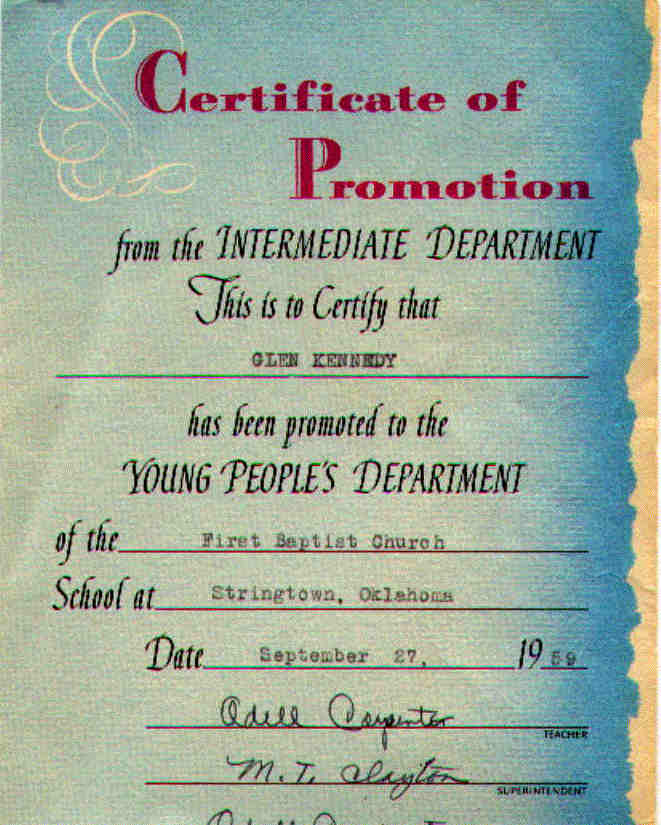 Certificate of
Promotion
from the INTERMEDIATE DEPARTMENT
This is to Certify that
GLEN KENNEDY
has been promoted to the
YOUNG PEOPLE'S DEPARTMENT
of the First Baptist Church
School at Stringtown, Oklahoma
Date September 27, 1959
Odell Carpenter
TEACHER
M. T. Clayton
SUPERINTENDENT